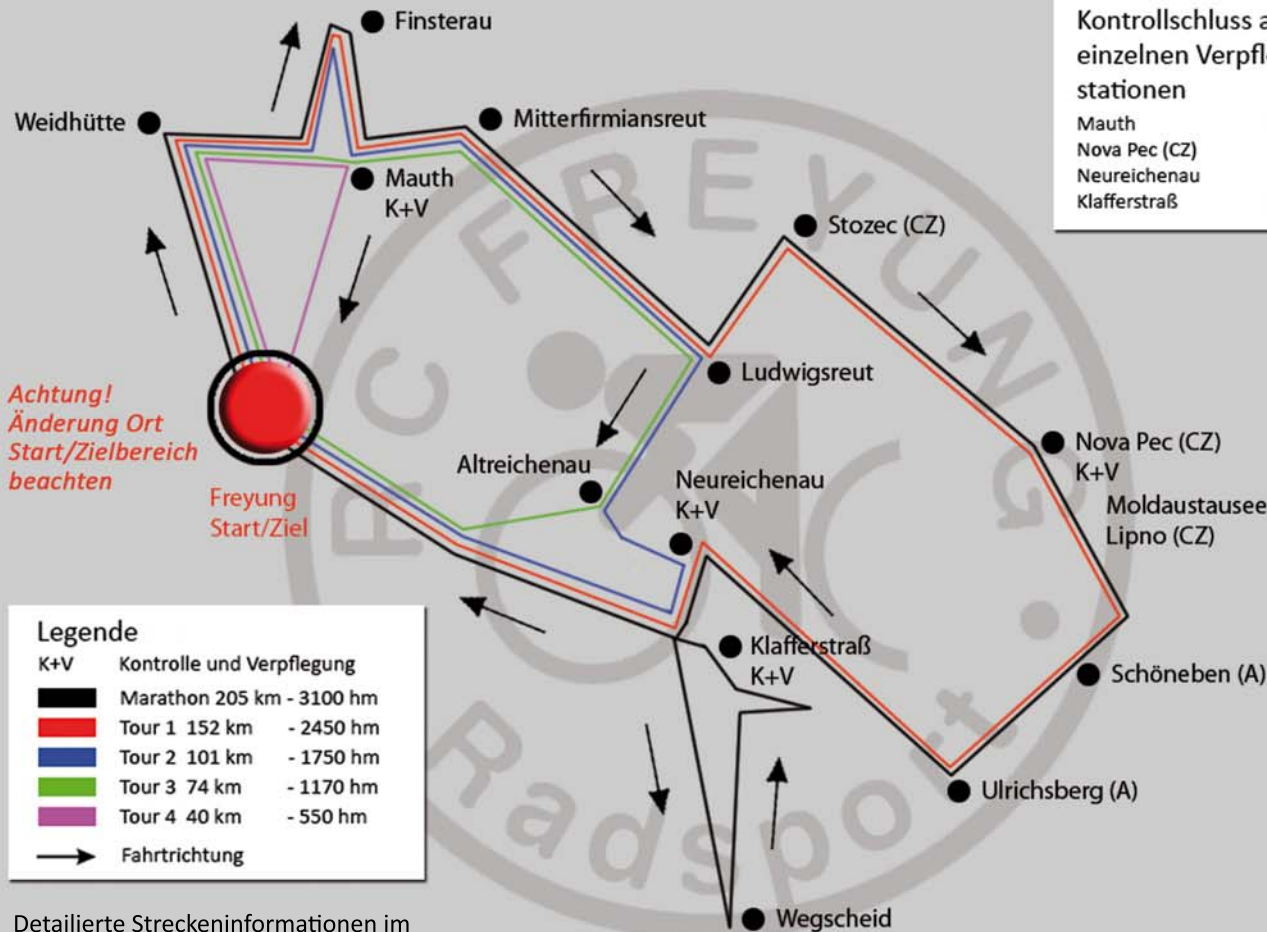 Finsterau
Weidhütte
Mitterfirmiansreut
Mauth
K+V
Stozec (CZ)
Ludwigsreut
Nova Pec (CZ)
K+V
Moldaustausee
Lipno (CZ)
Altreichenau
Neureichenau
K+V
Klafferstraß
K+V
Schöneben (A)
Ulrichsberg (A)
Wegscheid
Achtung!
Änderung Ort
Start/Zielbereich
beachten
Freyung
Start/Ziel
Kontrollschluss a
einzelnen Verpfle
stationen
Mauth
Nova Pec (CZ)
Neureichenau
Klafferstraß
RC FREYUNG
Radsport
Legende
K+V Kontrolle und Verpflegung
Marathon 205 km - 3100 hm
Tour 1 152 km - 2450 hm
Tour 2 101 km - 1750 hm
Tour 3 74 km - 1170 hm
Tour 4 40 km - 550 hm
Fahrtrichtung
Detailierte Streckeninformationen im